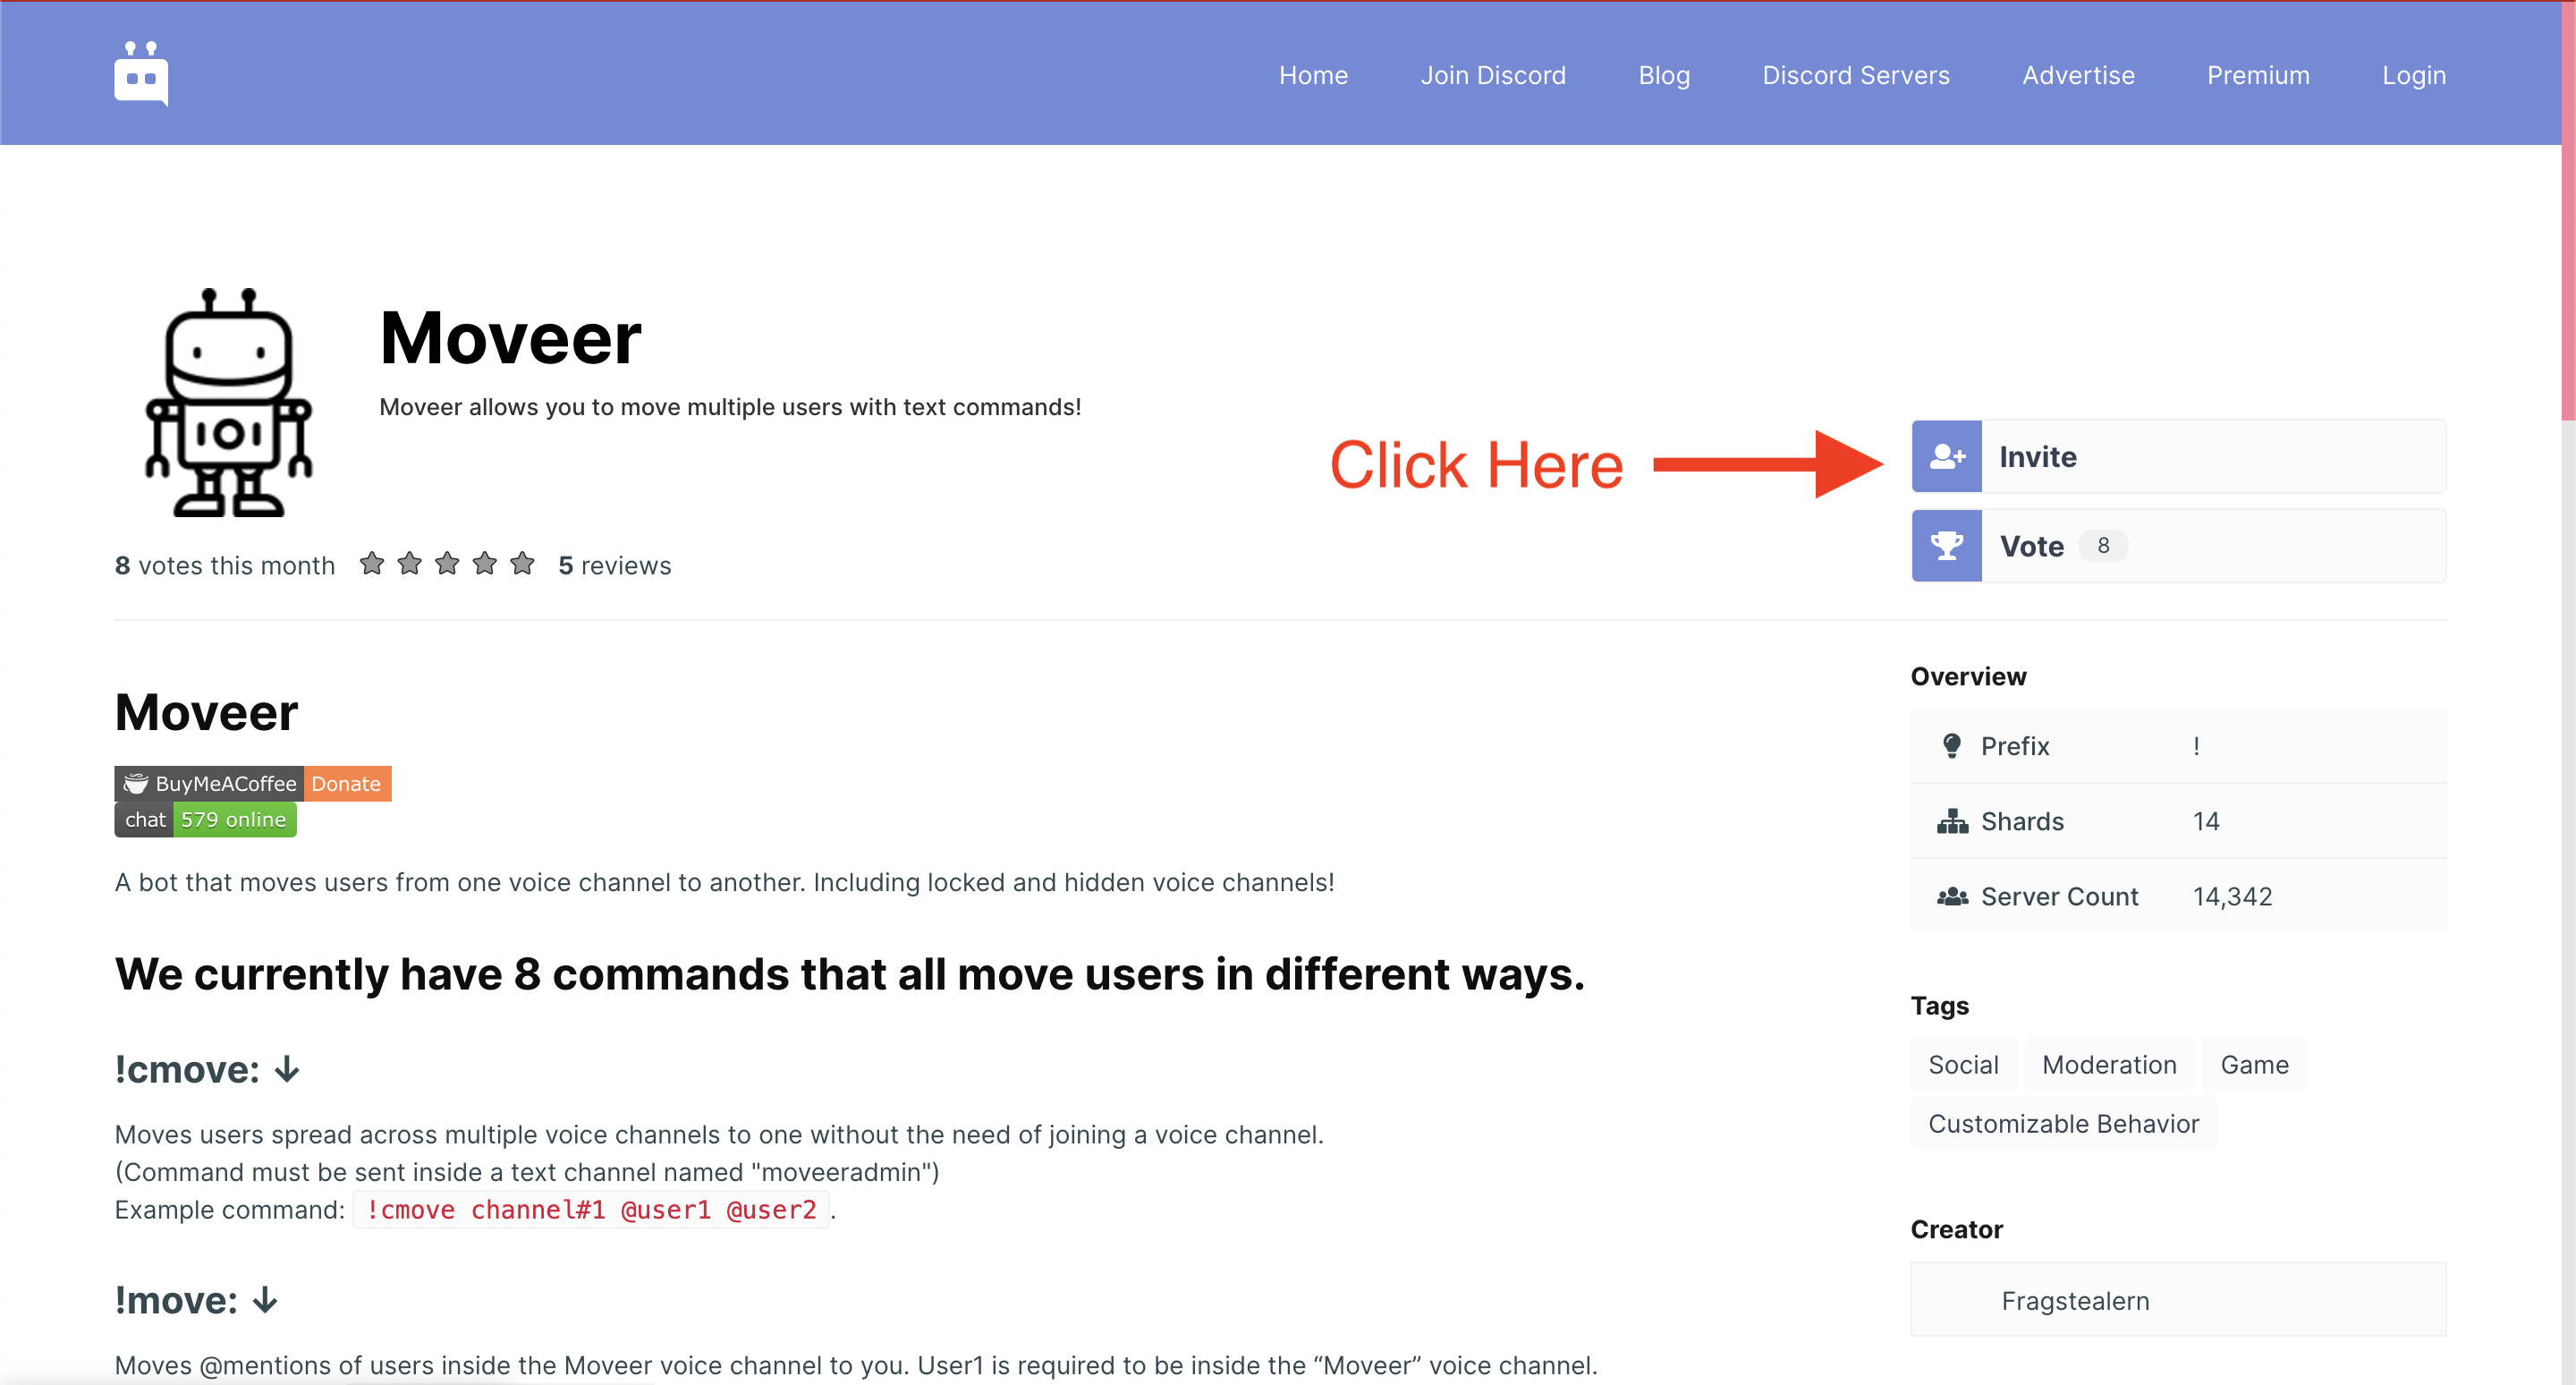 Home Join Discord Blog Discord Servers Advertise Premium Login
Moveer
Moveer allows you to move multiple users with text commands!
Click Here
Invite
Vote 8
8 votes this month 5 reviews
Moveer
BuyMeACoffee Donate
chat 579 online
A bot that moves users from one voice channel to another. Including locked and hidden voice channels!
We currently have 8 commands that all move users in different ways.
!cmove: ↓
Moves users spread across multiple voice channels to one without the need of joining a voice channel.
(Command must be sent inside a text channel named "moveeradmin")
Example command: !cmove channel#1 @user1 @user2 .
!move: ↓
Moves @mentions of users inside the Moveer voice channel to you. User1 is required to be inside the “Moveer” voice channel.
Overview
Prefix !
Shards 14
Server Count 14,342
Tags
Social Moderation Game
Customizable Behavior
Creator
Fragstealern